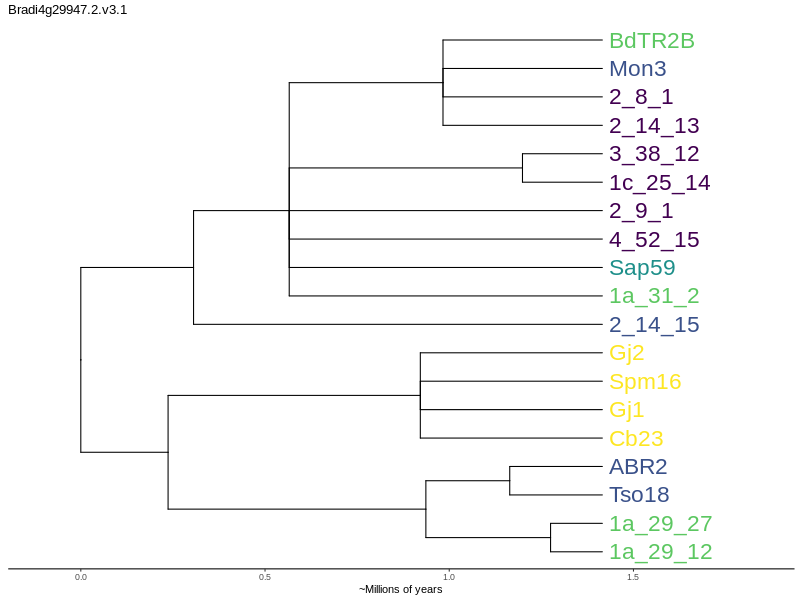 Bradi4g29947.2.v3.1
BdTR2B
Mon3
2_8_1
2_14_13
3_38_12
1c_25_14
2_9_1
4_52_15
Sap59
1a_31_2
2_14_15
Gj2
Spm16
Gj1
Cb23
ABR2
Tso18
1a_29_27
1a_29_12
0.0 0.5 1.0 1.5
~Millions of years